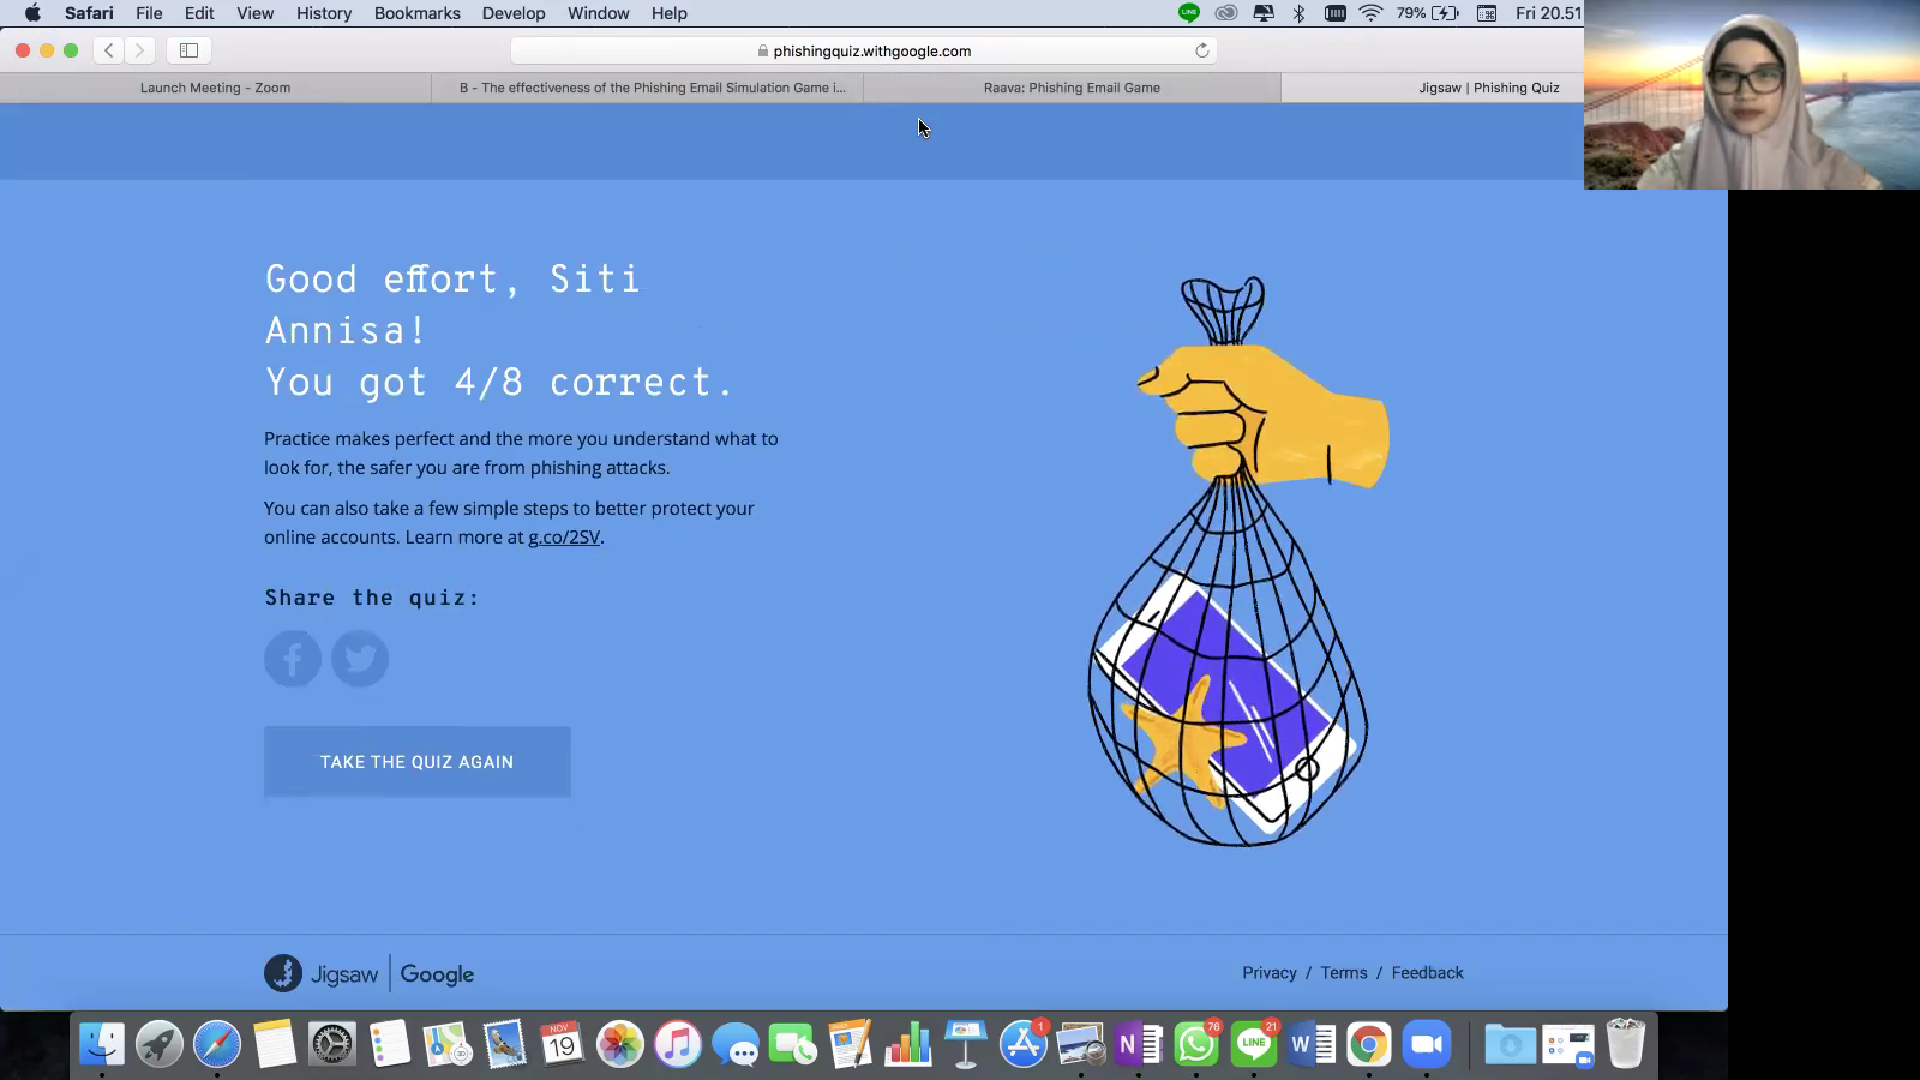 Safari File Edit View History Bookmarks Develop Window Help 79% Fri 20.51
phishingquiz.withgoogle.com
Launch Meeting - Zoom B - The effectiveness of the Phishing Email Simulation Game i... Raava: Phishing Email Game Jigsaw | Phishing Quiz
Good effort, Siti
Annisa!
You got 4/8 correct.
Practice makes perfect and the more you understand what to
look for, the safer you are from phishing attacks.
You can also take a few simple steps to better protect your
online accounts. Learn more at g.co/2SV.
Share the quiz:
TAKE THE QUIZ AGAIN
Jigsaw | Google Privacy / Terms / Feedback
NOV
19
1
76
21
LINE